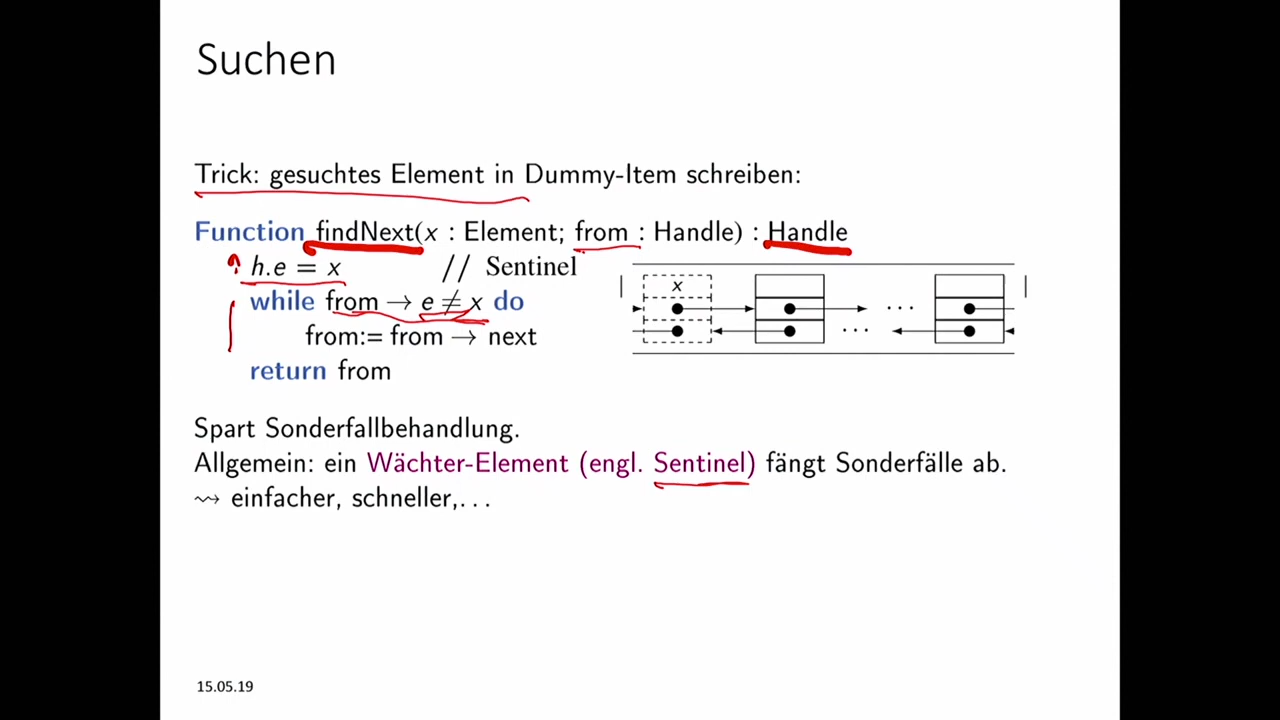 Suchen
Trick: gesuchtes Element in Dummy-Item schreiben:
Function findNext(x : Element; from : Handle) : Handle
h.e = x // Sentinel
while from → e ≠ x do
from:= from → next
return from
x
···
···
Spart Sonderfallbehandlung.
Allgemein: ein Wächter-Element (engl. Sentinel) fängt Sonderfälle ab.
⇝ einfacher, schneller,...
15.05.19